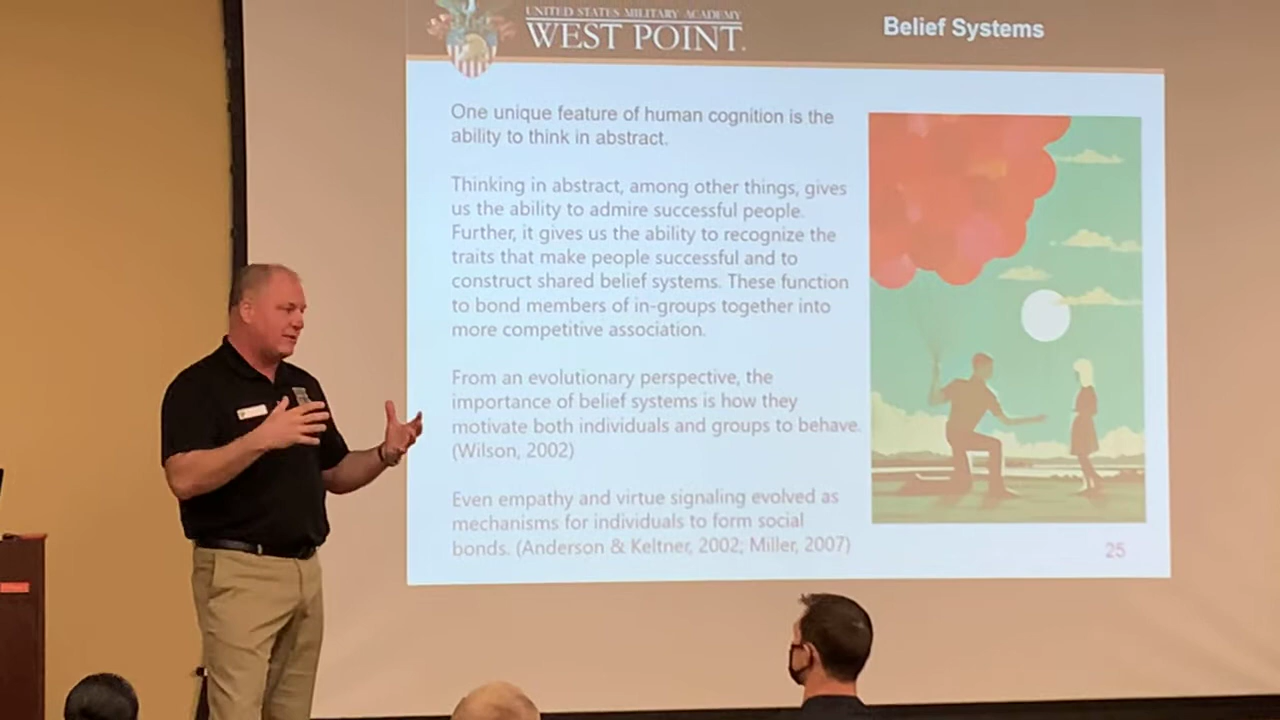 UNITED STATES MILITARY ACADEMY
WEST POINT.
Belief Systems
One unique feature of human cognition is the
ability to think in abstract.
Thinking in abstract, among other things, gives
us the ability to admire successful people.
Further, it gives us the ability to recognize the
traits that make people successful and to
construct shared belief systems. These function
to bond members of in-groups together into
more competitive association.
From an evolutionary perspective, the
importance of belief systems is how they
motivate both individuals and groups to behave.
(Wilson, 2002)
Even empathy and virtue signaling evolved as
mechanisms for individuals to form social
bonds. (Anderson & Keltner, 2002; Miller, 2007)
25